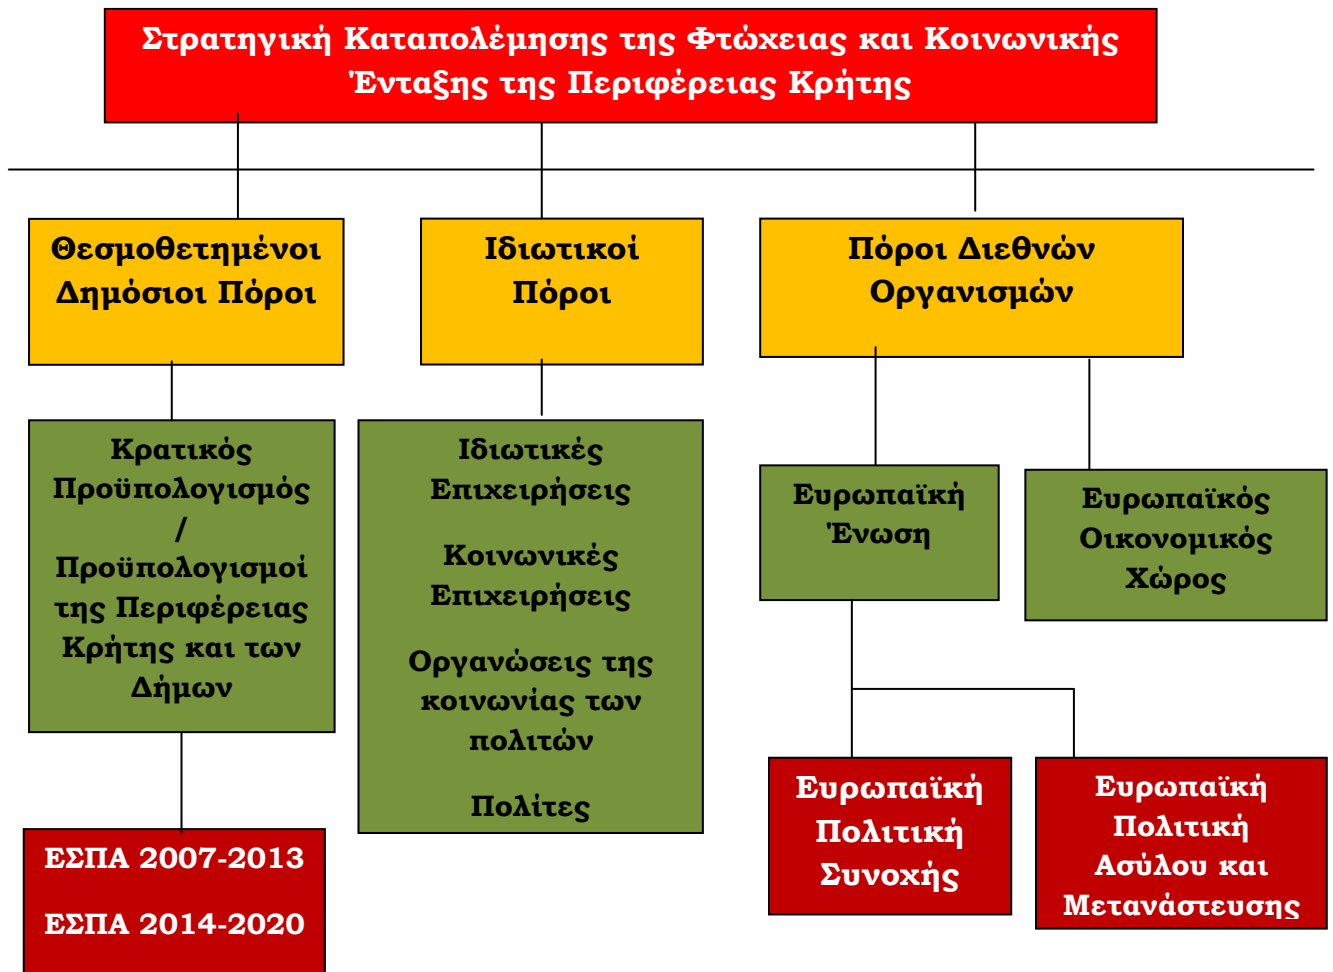 Στρατηγική Καταπολέμησης της Φτώχειας και Κοινωνικής
Ένταξης της Περιφέρειας Κρήτης
Θεσμοθετημένοι
Δημόσιοι Πόροι
Ιδιωτικοί
Πόροι
Πόροι Διεθνών
Οργανισμών
Κρατικός
Προϋπολογισμός
/
Προϋπολογισμοί
της Περιφέρειας
Κρήτης και των
Δήμων
Ιδιωτικές
Επιχειρήσεις
Κοινωνικές
Επιχειρήσεις
Οργανώσεις της
κοινωνίας των
πολιτών
Πολίτες
Ευρωπαϊκή
Ένωση
Ευρωπαϊκός
Οικονομικός
Χώρος
ΕΣΠΑ 2007-2013
ΕΣΠΑ 2014-2020
Ευρωπαϊκή
Πολιτική
Συνοχής
Ευρωπαϊκή
Πολιτική
Ασύλου και
Μετανάστευσης